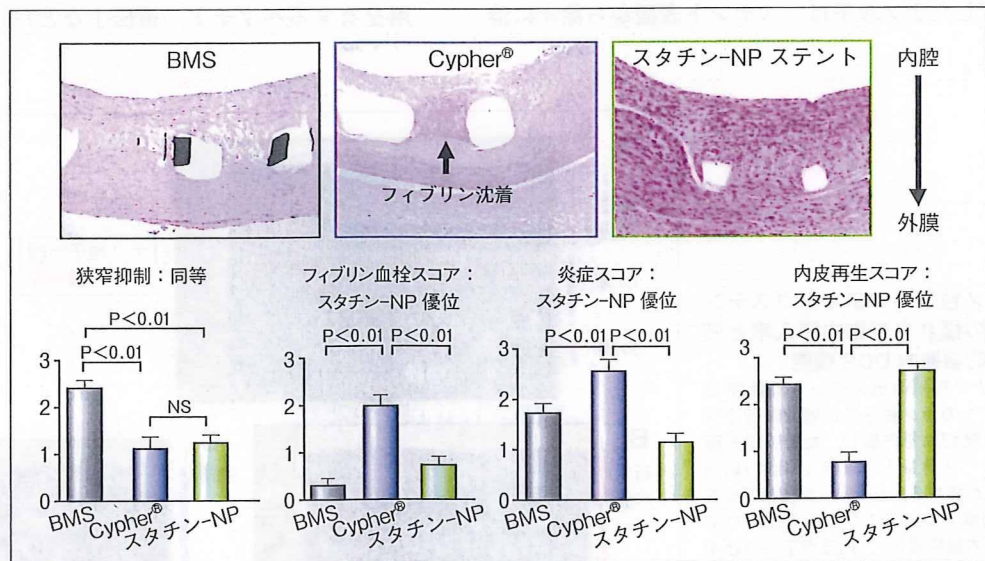 BMS
Cypher®
スタチン-NP ステント
内腔
フィブリン沈着
外膜
狭窄抑制：同等
P<0.01
P<0.01
NS
3
2
1
0
BMS
Cypher®
スタチン-NP
フィブリン血栓スコア：
スタチン-NP 優位
P<0.01 P<0.01
3
2
1
0
BMS
Cypher®
スタチン-NP
炎症スコア：
スタチン-NP 優位
P<0.01 P<0.01
3
2
1
0
BMS
Cypher®
スタチン-NP
内皮再生スコア：
スタチン-NP 優位
P<0.01 P<0.01
3
2
1
0
BMS
Cypher®
スタチン-NP